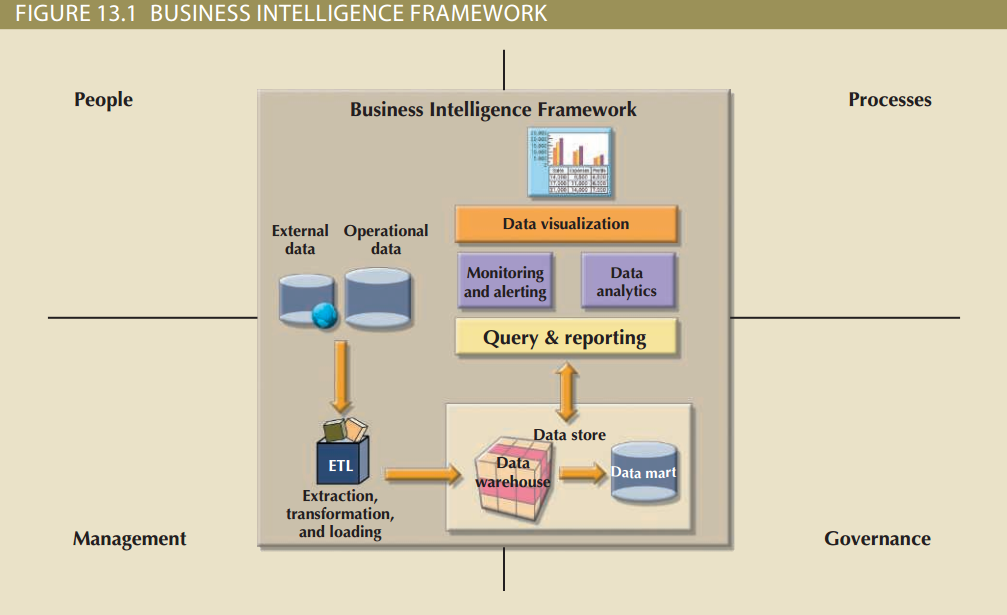 FIGURE 13.1 BUSINESS INTELLIGENCE FRAMEWORK
People
Processes
Business Intelligence Framework
Data visualization
External
data
Operational
data
Monitoring
and alerting
Data
analytics
Query & reporting
Data store
ETL
Data
warehouse
Data mart
Extraction,
transformation,
and loading
Management
Governance